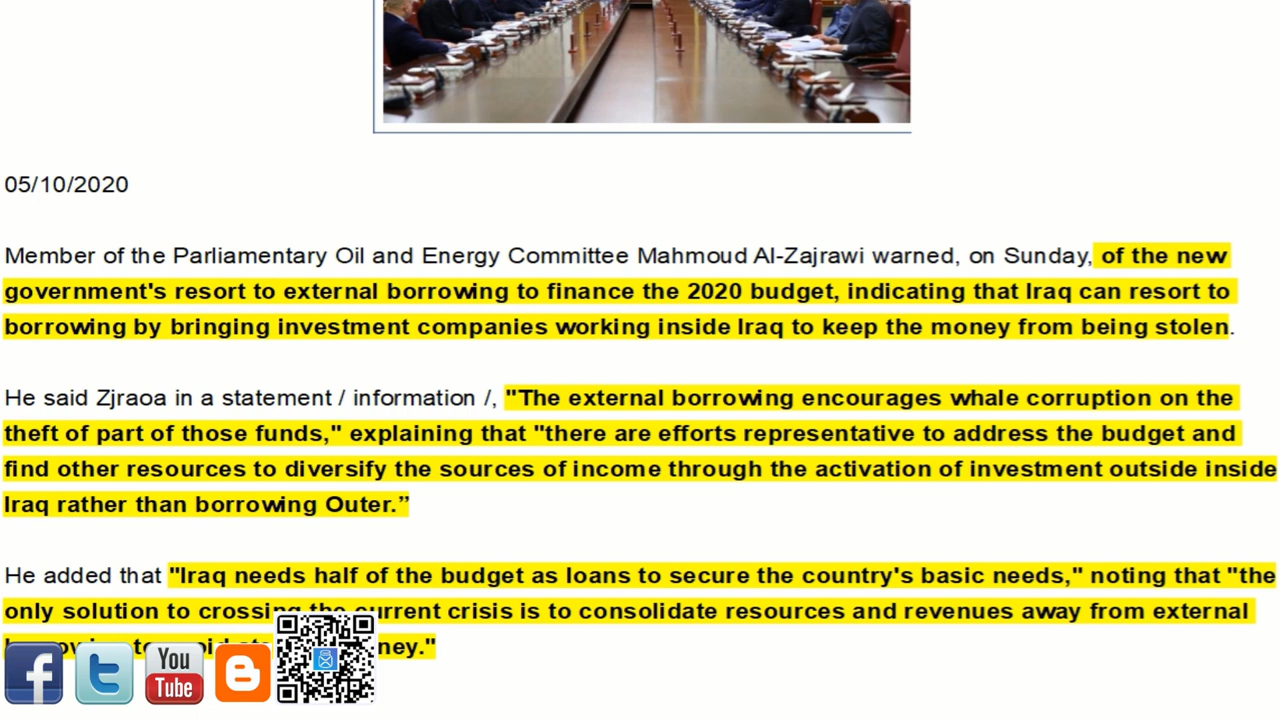 05/10/2020
Member of the Parliamentary Oil and Energy Committee Mahmoud Al-Zajrawi warned, on Sunday, of the new
government's resort to external borrowing to finance the 2020 budget, indicating that Iraq can resort to
borrowing by bringing investment companies working inside Iraq to keep the money from being stolen.
He said Zjraoa in a statement / information /, "The external borrowing encourages whale corruption on the
theft of part of those funds," explaining that "there are efforts representative to address the budget and
find other resources to diversify the sources of income through the activation of investment outside inside
Iraq rather than borrowing Outer.”
He added that "Iraq needs half of the budget as loans to secure the country's basic needs," noting that "the
only solution to crossing the current crisis is to consolidate resources and revenues away from external
You
Tube